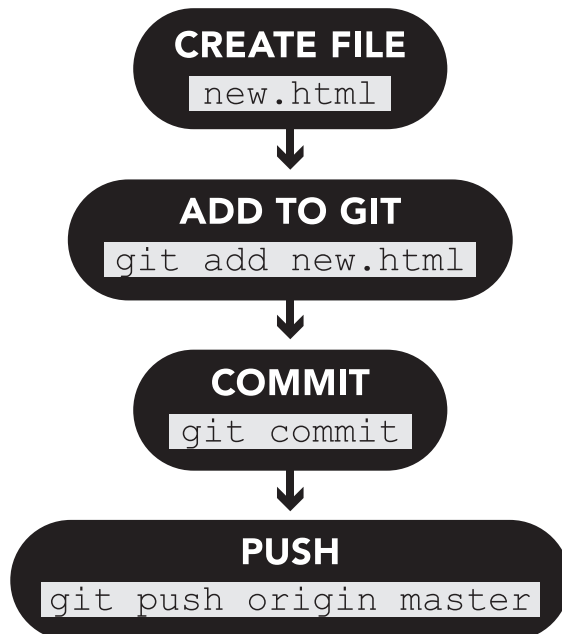 CREATE FILE
new.html
ADD TO GIT
git add new.html
COMMIT
git commit
PUSH
git push origin master